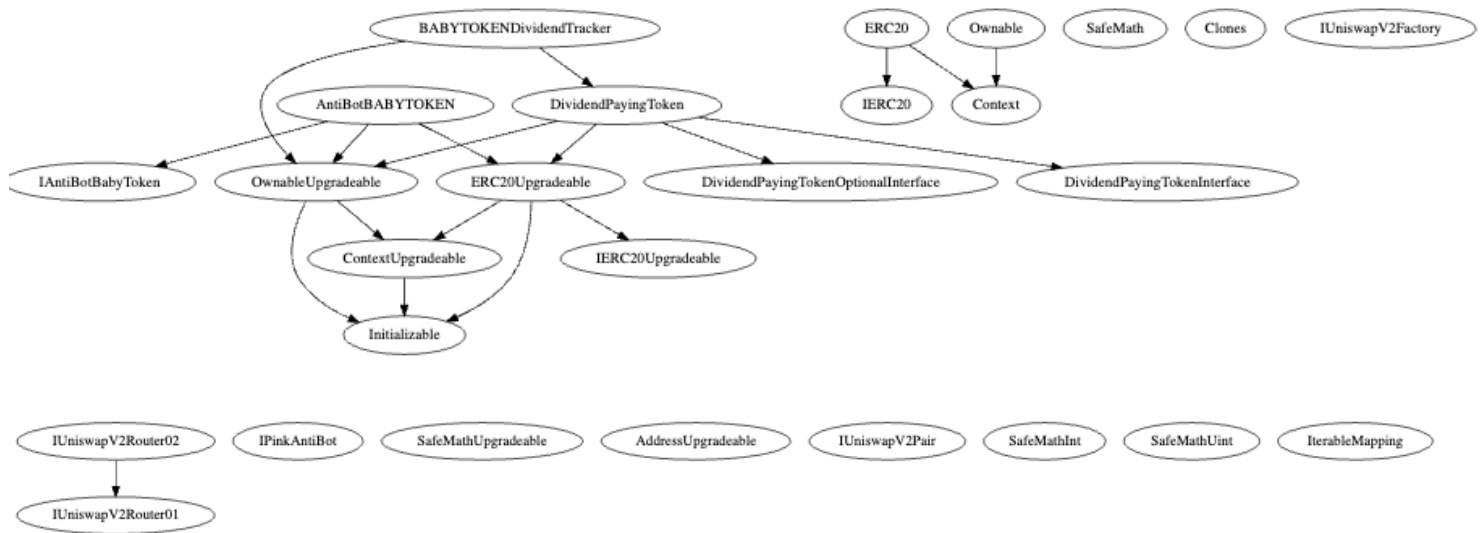 BABYTOKENDividendTracker
ERC20
Ownable
SafeMath
Clones
IUniswapV2Factory
AntiBotBABYTOKEN
DividendPayingToken
IERC20
Context
IAntiBotBabyToken
OwnableUpgradeable
ERC20Upgradeable
DividendPayingTokenOptionalInterface
DividendPayingTokenInterface
ContextUpgradeable
IERC20Upgradeable
Initializable
IUniswapV2Router02
IPinkAntiBot
SafeMathUpgradeable
AddressUpgradeable
IUniswapV2Pair
SafeMathInt
SafeMathUint
IterableMapping
IUniswapV2Router01